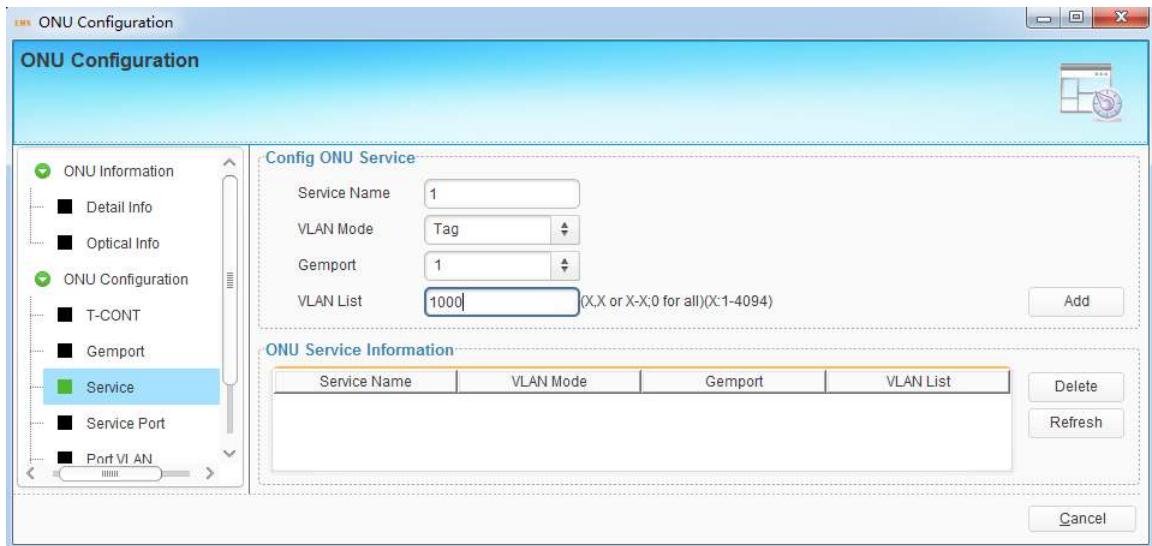 EMS ONU Configuration
ONU Configuration
ONU Information
Detail Info
Optical Info
ONU Configuration
T-CONT
Gemport
Service
Service Port
Port VLAN
Config ONU Service
Service Name 1
VLAN Mode Tag
Gemport 1
VLAN List 1000 (X,X or X-X;0 for all)(X:1-4094) Add
ONU Service Information
Service Name VLAN Mode Gemport VLAN List
Delete
Refresh
Cancel